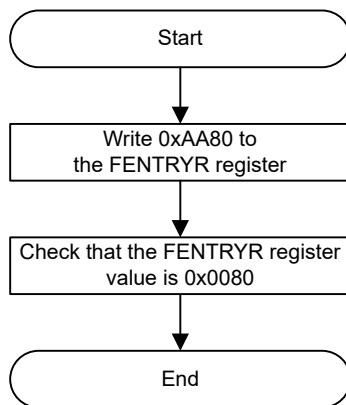 Start
Write 0xAA80 to
the FENTRYR register
Check that the FENTRYR register
value is 0x0080
End